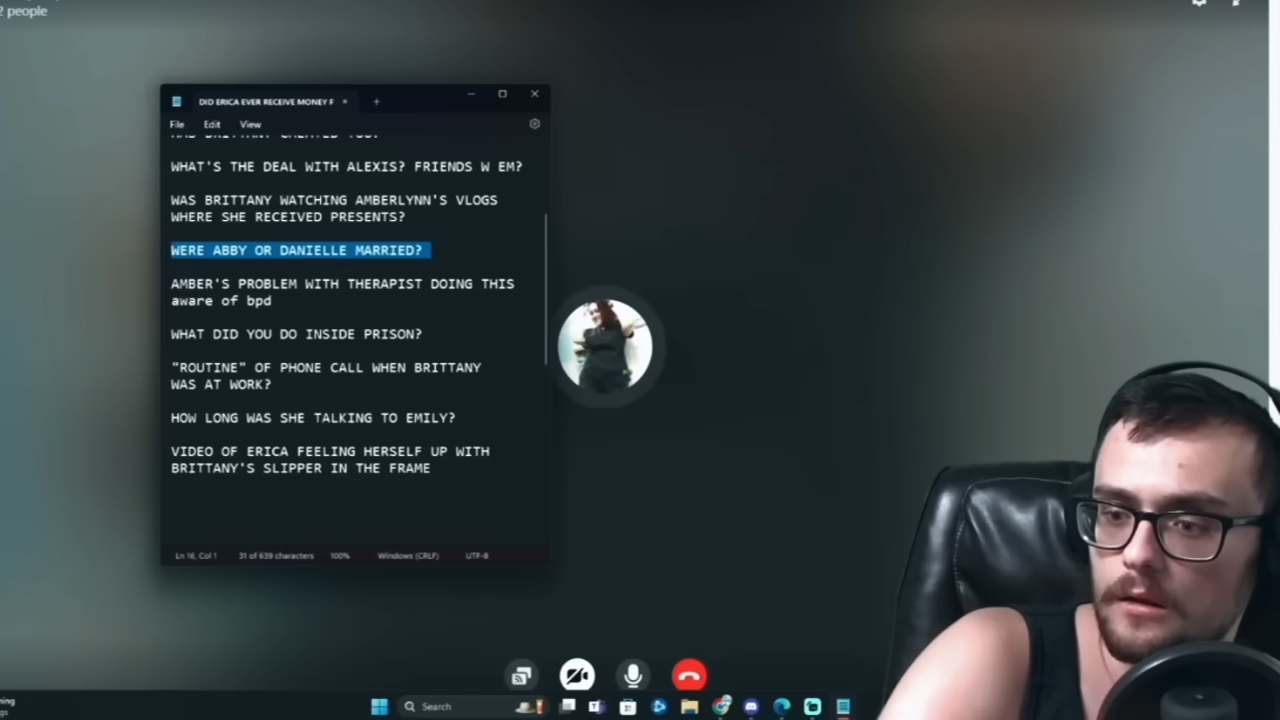 2 people
DID ERICA EVER RECEIVE MONEY F
File Edit View
WHAT'S THE DEAL WITH ALEXIS? FRIENDS W EM?
WAS BRITTANY WATCHING AMBERLYNN'S VLOGS
WHERE SHE RECEIVED PRESENTS?
WERE ABBY OR DANIELLE MARRIED?
AMBER'S PROBLEM WITH THERAPIST DOING THIS
aware of bpd
WHAT DID YOU DO INSIDE PRISON?
"ROUTINE" OF PHONE CALL WHEN BRITTANY
WAS AT WORK?
HOW LONG WAS SHE TALKING TO EMILY?
VIDEO OF ERICA FEELING HERSELF UP WITH
BRITTANY'S SLIPPER IN THE FRAME
Ln 16, Col 1 31 of 639 characters 100% Windows (CRLF) UTF-8
Search